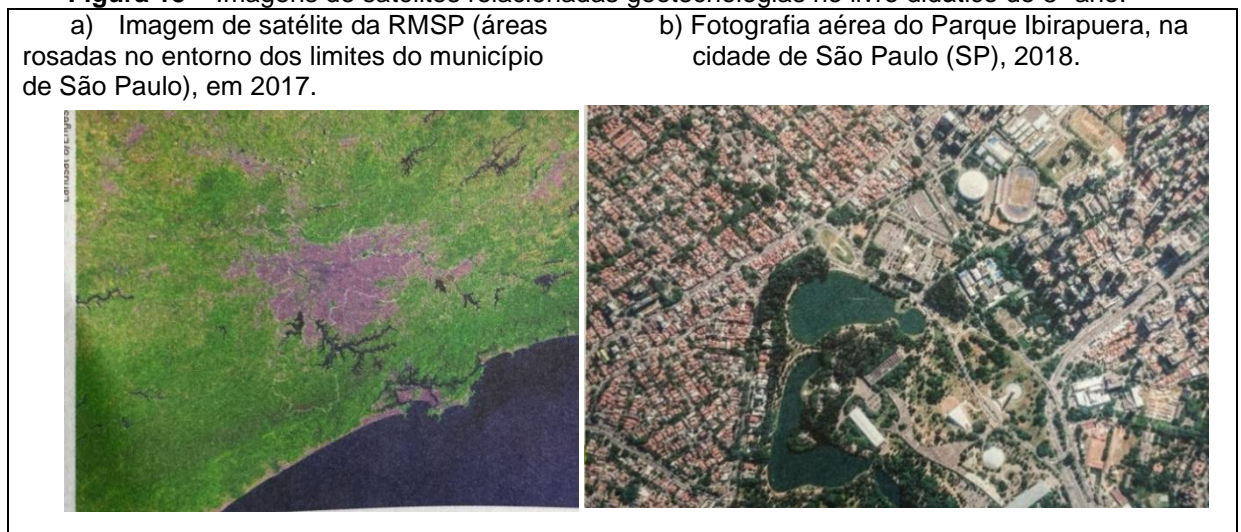 a) Imagem de satélite da RMSP (áreas
rosadas no entorno dos limites do município
de São Paulo), em 2017.
b) Fotografia aérea do Parque Ibirapuera, na
cidade de São Paulo (SP), 2018.